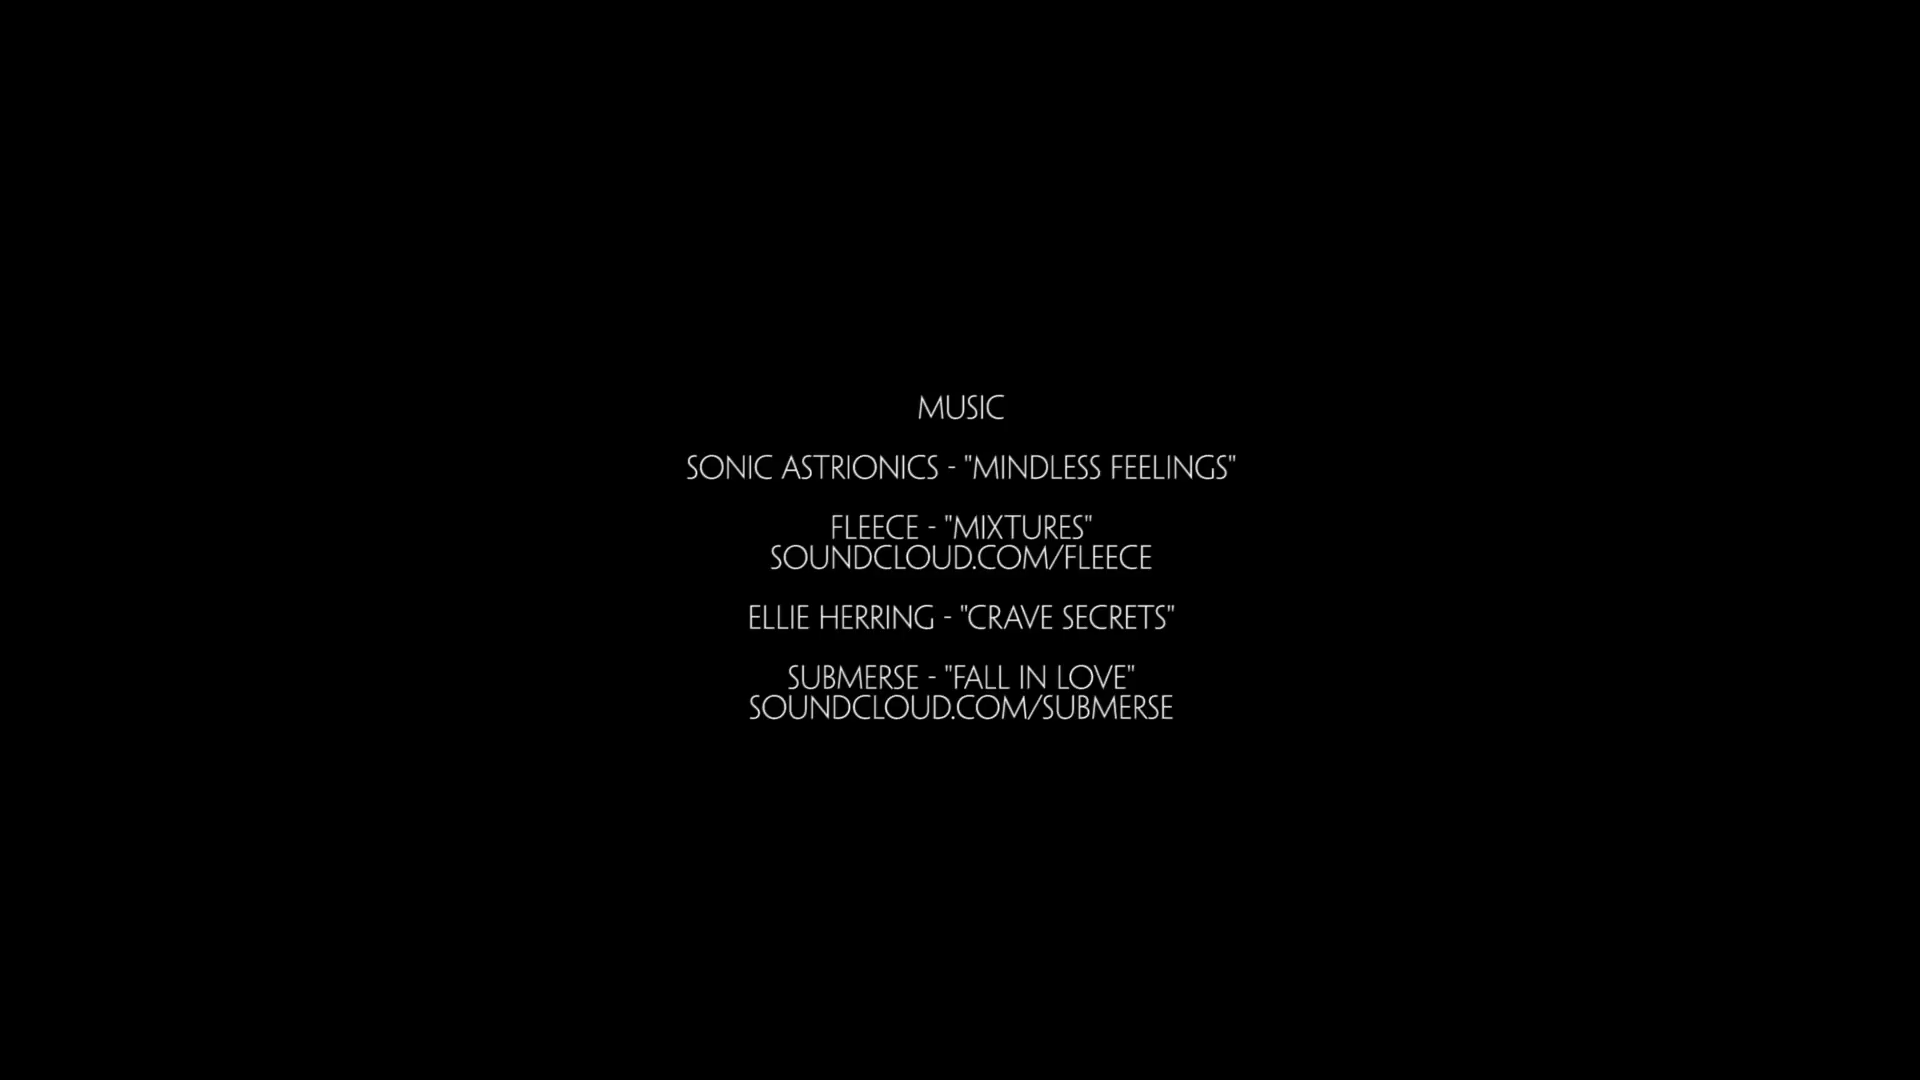 MUSIC
SONIC ASTRIONICS - "MINDLESS FEELINGS"
FLEECE - "MIXTURES"
SOUNDCLOUD.COM/FLEECE
ELLIE HERRING - "CRAVE SECRETS"
SUBMERSE - "FALL IN LOVE"
SOUNDCLOUD.COM/SUBMERSE